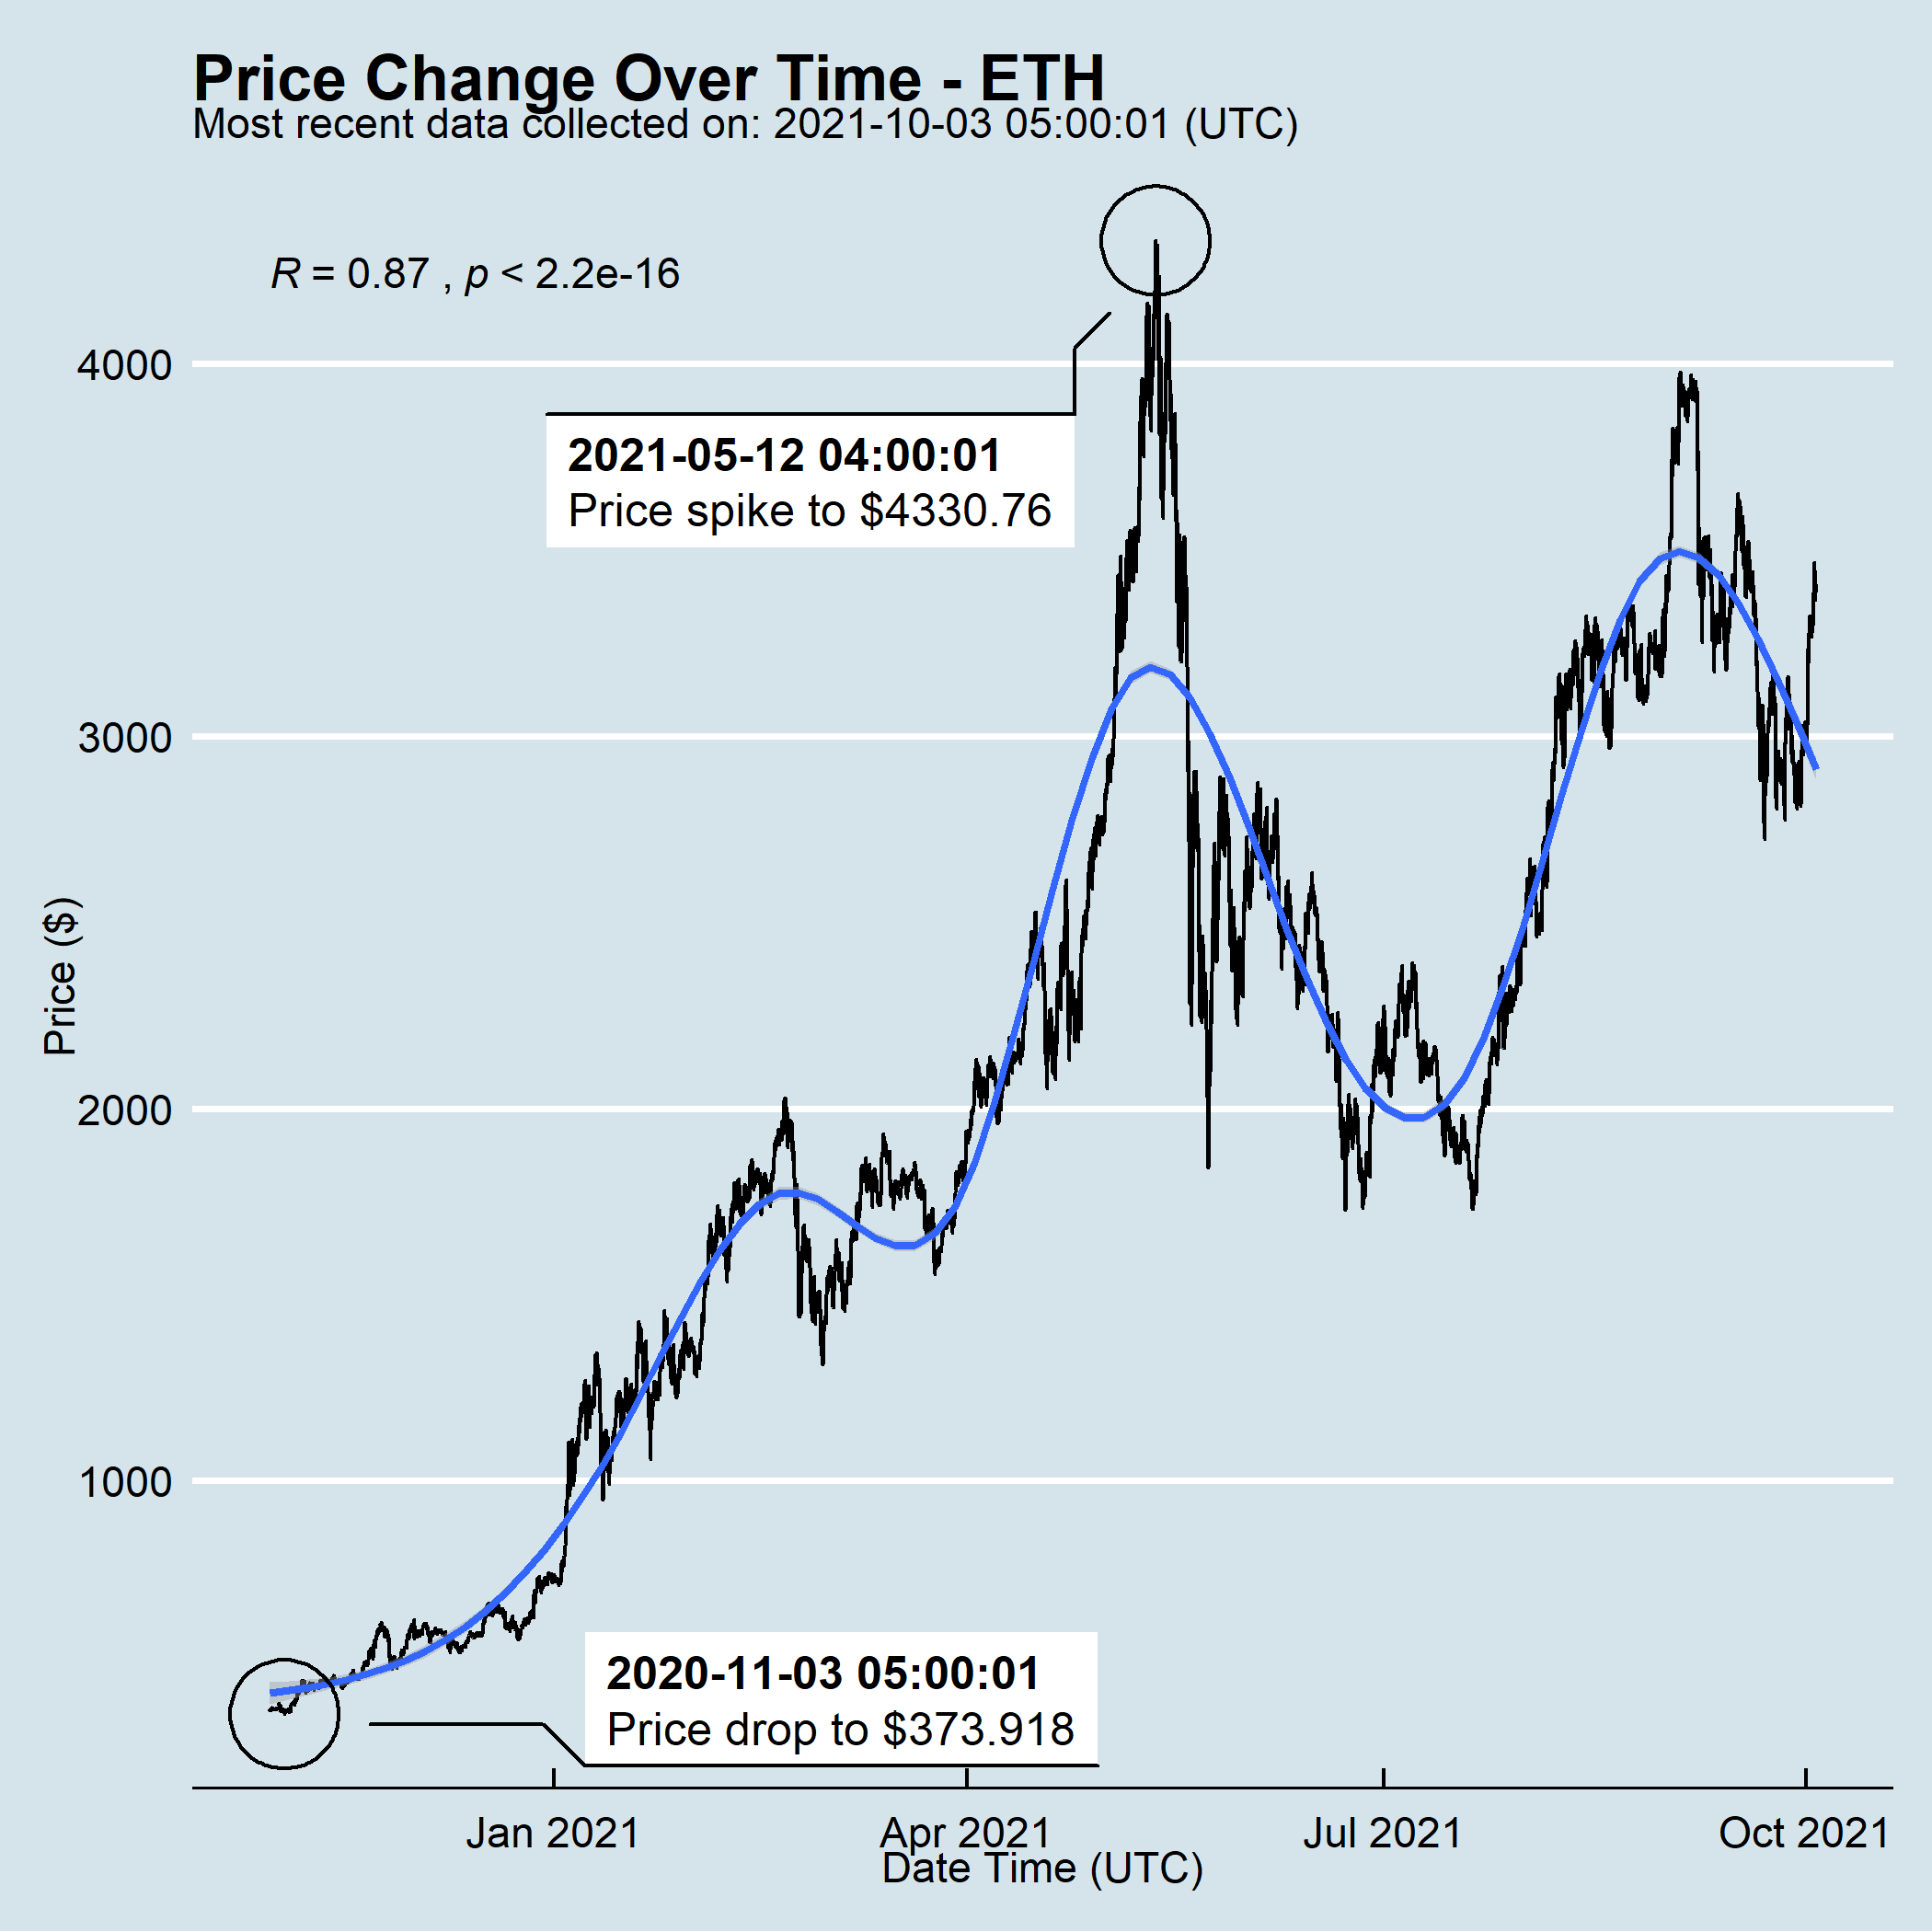 Price Change Over Time - ETH
Most recent data collected on: 2021-10-03 05:00:01 (UTC)
R = 0.87 , p < 2.2e-16
4000
2021-05-12 04:00:01
Price spike to $4330.76
3000
Price ($)
2000
1000
2020-11-03 05:00:01
Price drop to $373.918
Jan 2021 Apr 2021 Jul 2021 Oct 2021
Date Time (UTC)